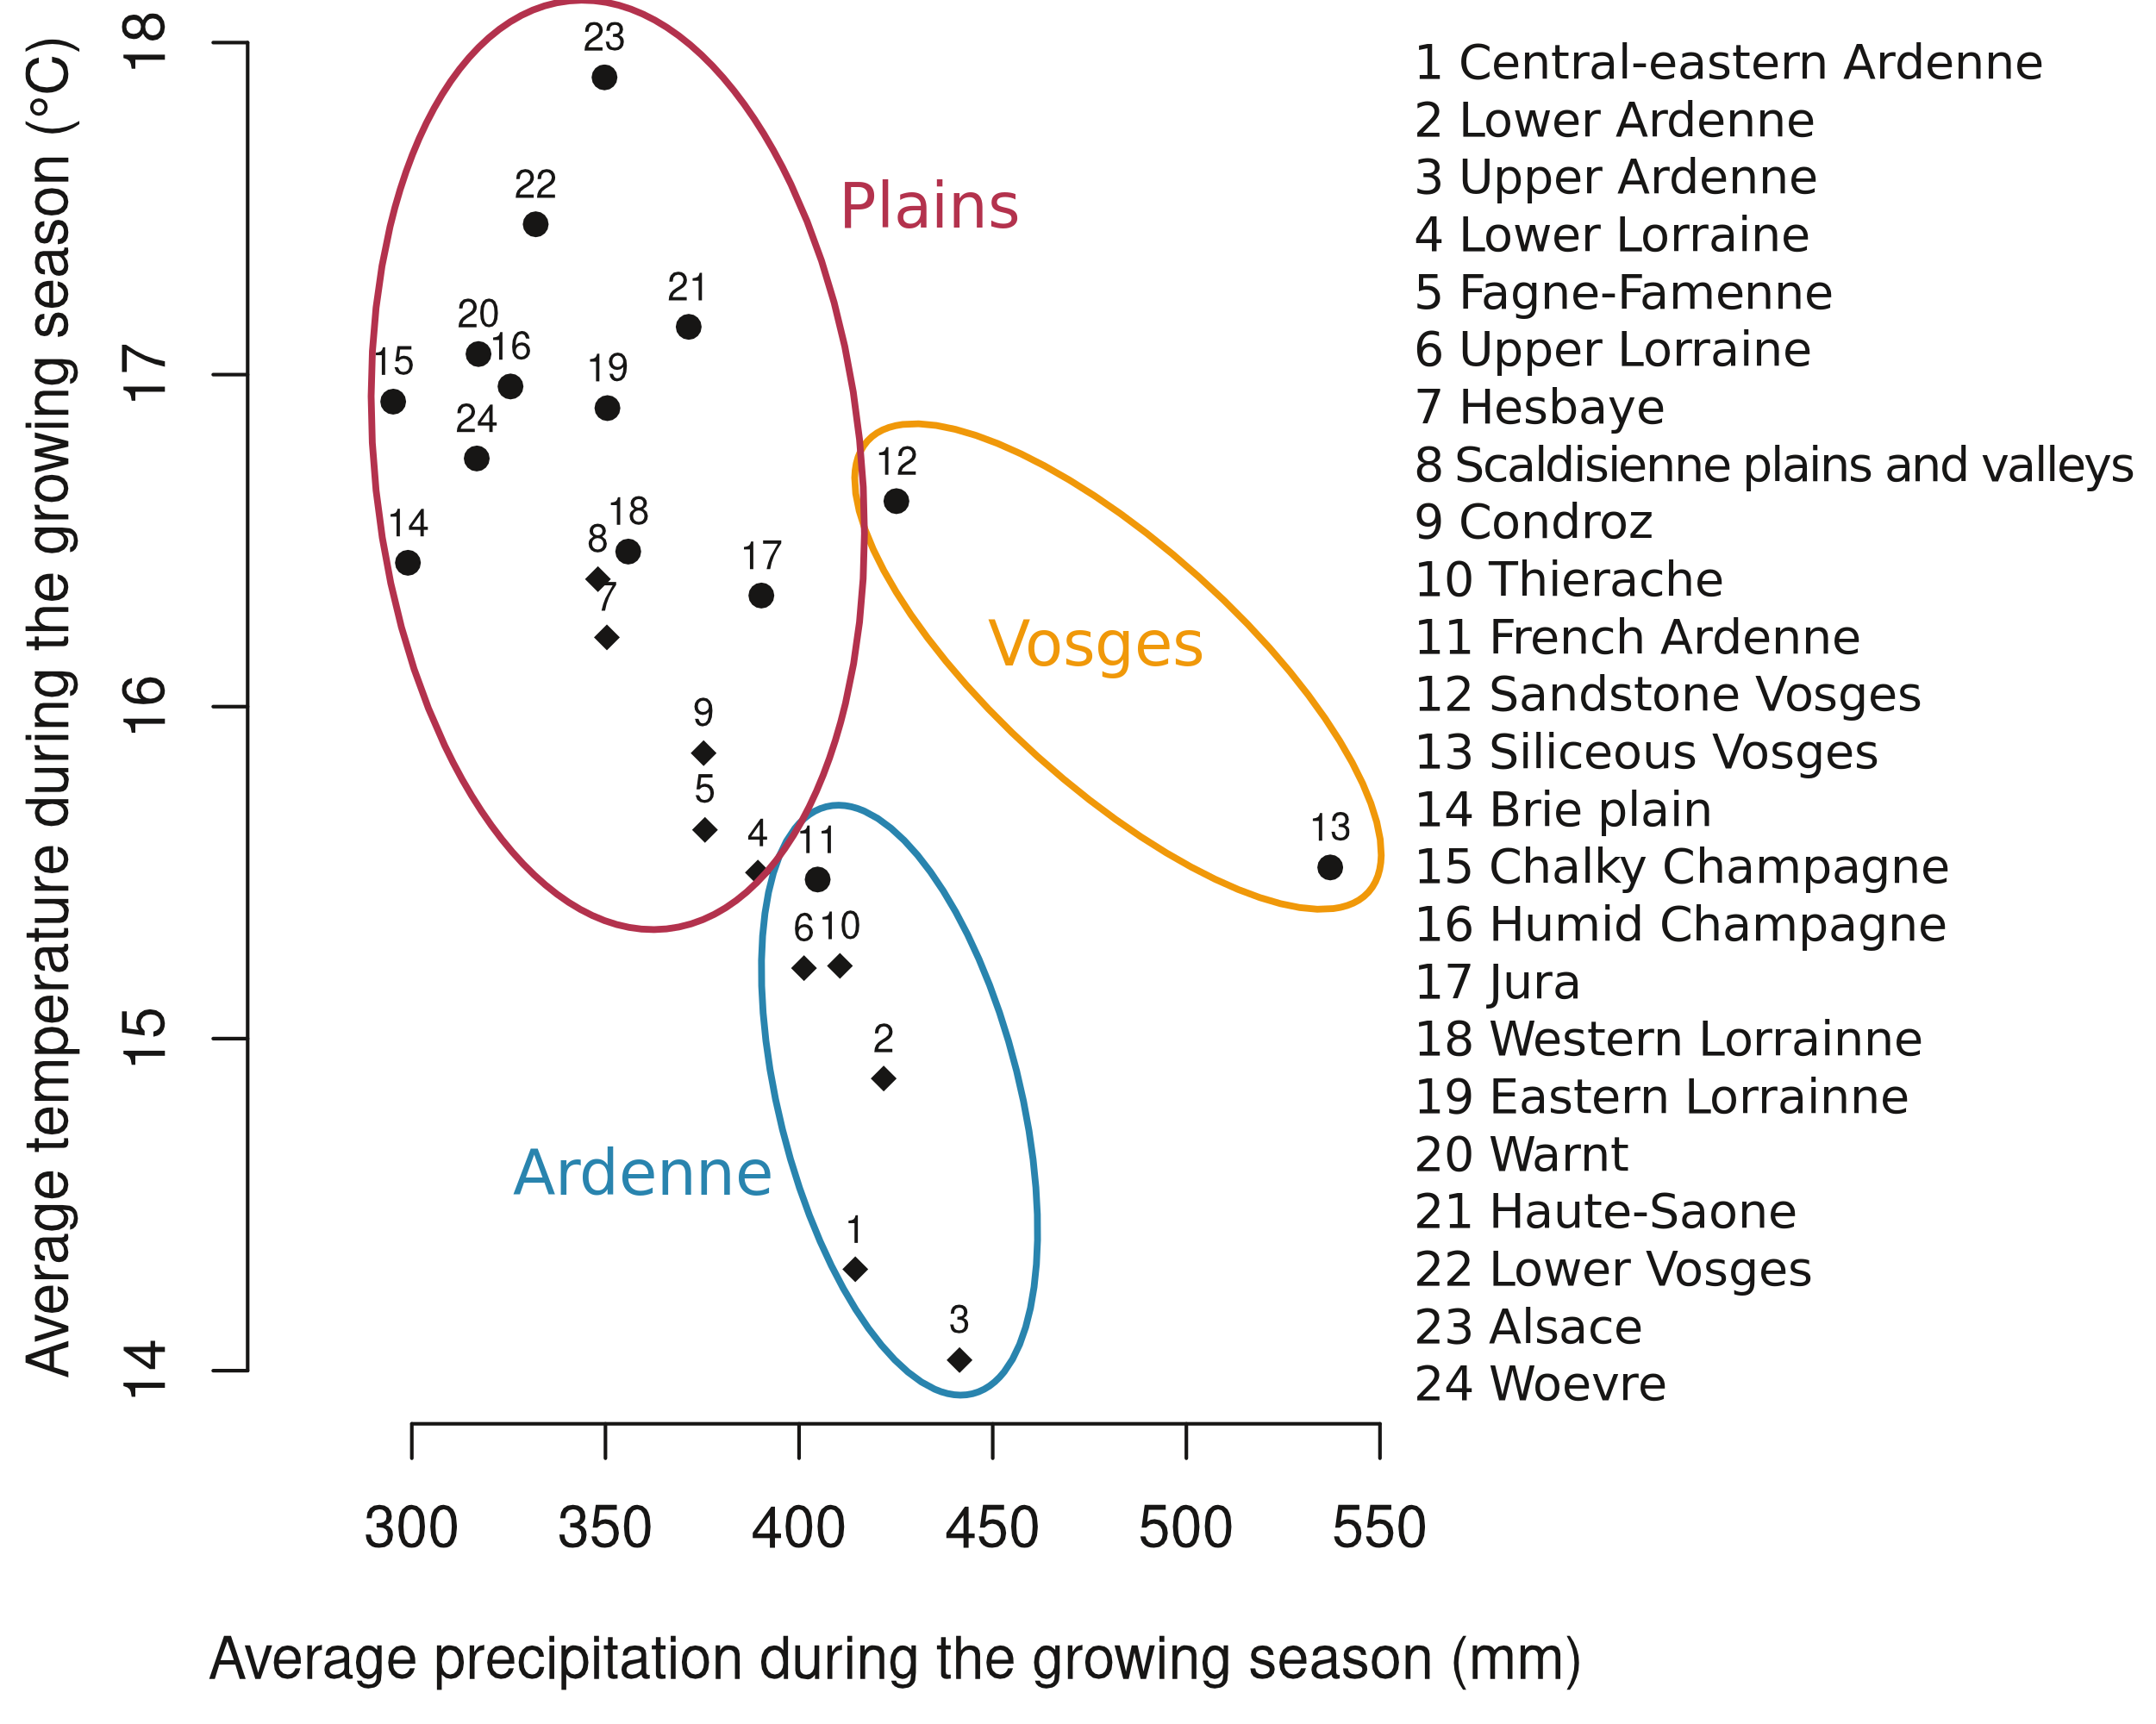 Average temperature during the growing season (°C)
18
17
16
15
14
23
22
21
20
16
15
19
24
14
18
8
17
7
9
5
4
11
6
10
2
1
3
12
13
Plains
Vosges
Ardenne
1 Central-eastern Ardenne
2 Lower Ardenne
3 Upper Ardenne
4 Lower Lorraine
5 Fagne-Famenne
6 Upper Lorraine
7 Hesbaye
8 Scaldisienne plains and valleys
9 Condroz
10 Thierache
11 French Ardenne
12 Sandstone Vosges
13 Siliceous Vosges
14 Brie plain
15 Chalky Champagne
16 Humid Champagne
17 Jura
18 Western Lorrainne
19 Eastern Lorrainne
20 Warnt
21 Haute-Saone
22 Lower Vosges
23 Alsace
24 Woevre
300 350 400 450 500 550
Average precipitation during the growing season (mm)